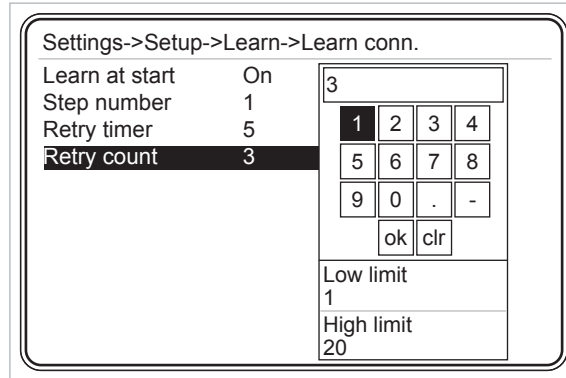 Settings->Setup->Learn->Learn conn.
Learn at start On
Step number 1
Retry timer 5
Retry count 3
3
1 2 3 4
5 6 7 8
9 0 . -
ok clr
Low limit
1
High limit
20